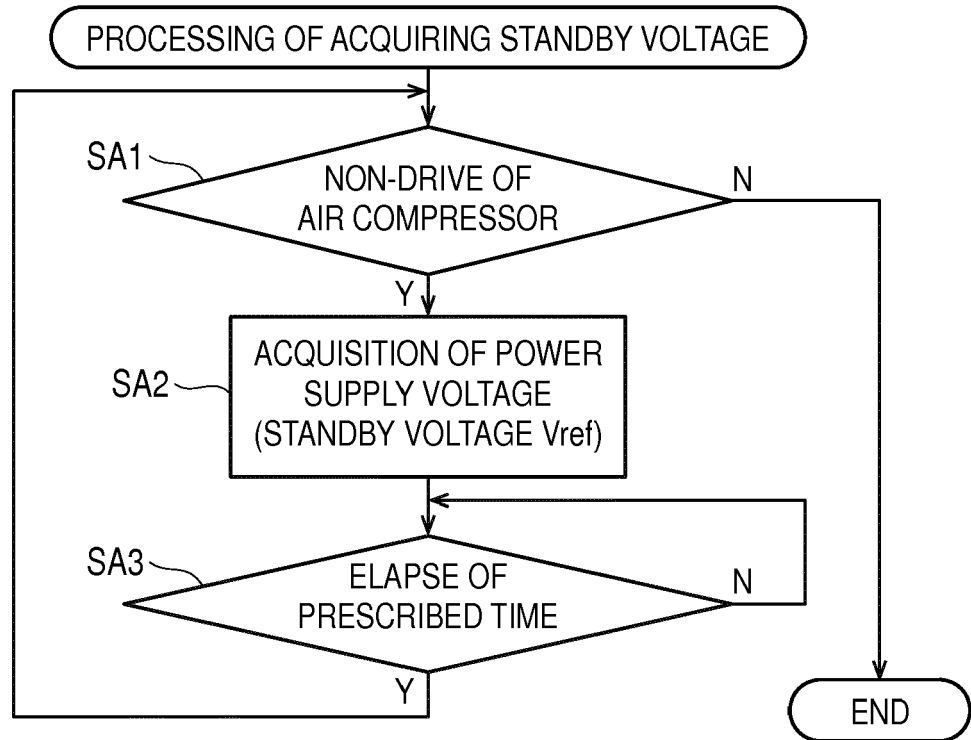 PROCESSING OF ACQUIRING STANDBY VOLTAGE
SA1
NON-DRIVE OF
AIR COMPRESSOR
N
Y
SA2
ACQUISITION OF POWER
SUPPLY VOLTAGE
(STANDBY VOLTAGE Vref)
SA3
ELAPSE OF
PRESCRIBED TIME
N
Y
END